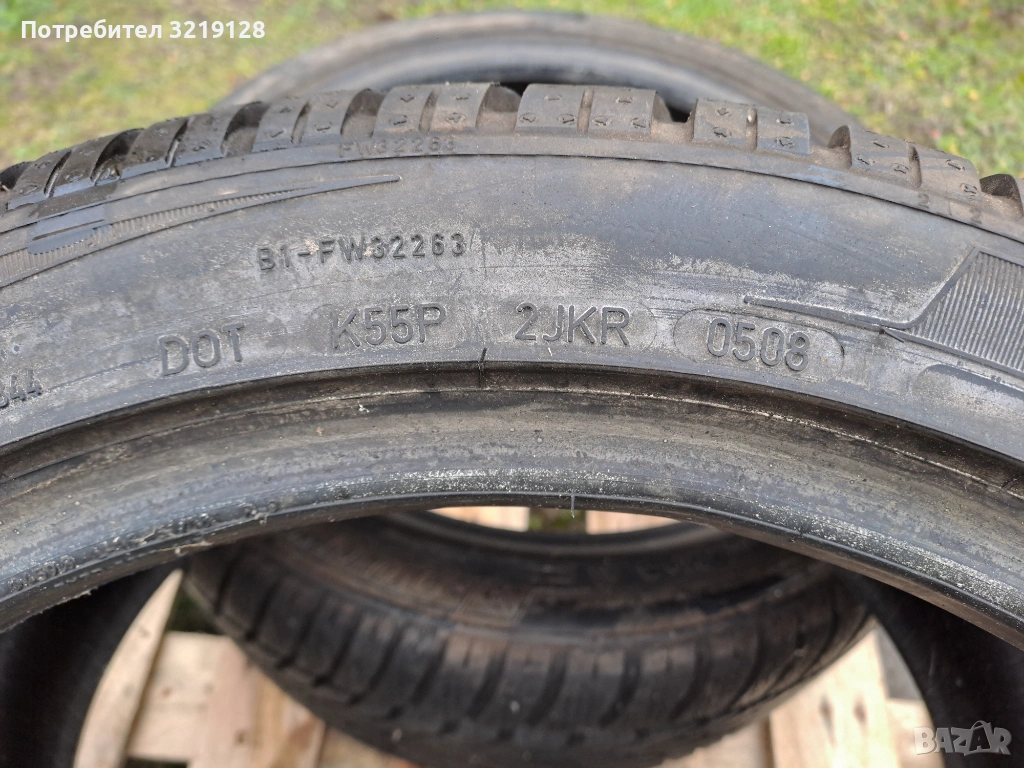 Потребител 3219128
FW32263
B1-FW32263
DOT K55P 2JKR 0508
344
BAZAR